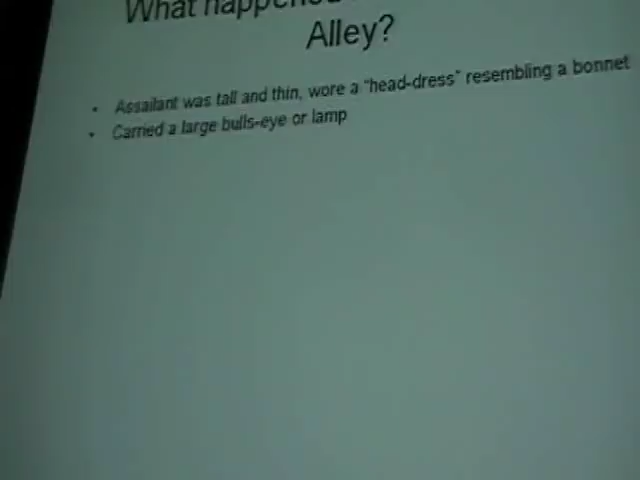 What happened
Alley?
• Assailant was tall and thin, wore a "head-dress" resembling a bonnet
• Carried a large bulls-eye or lamp